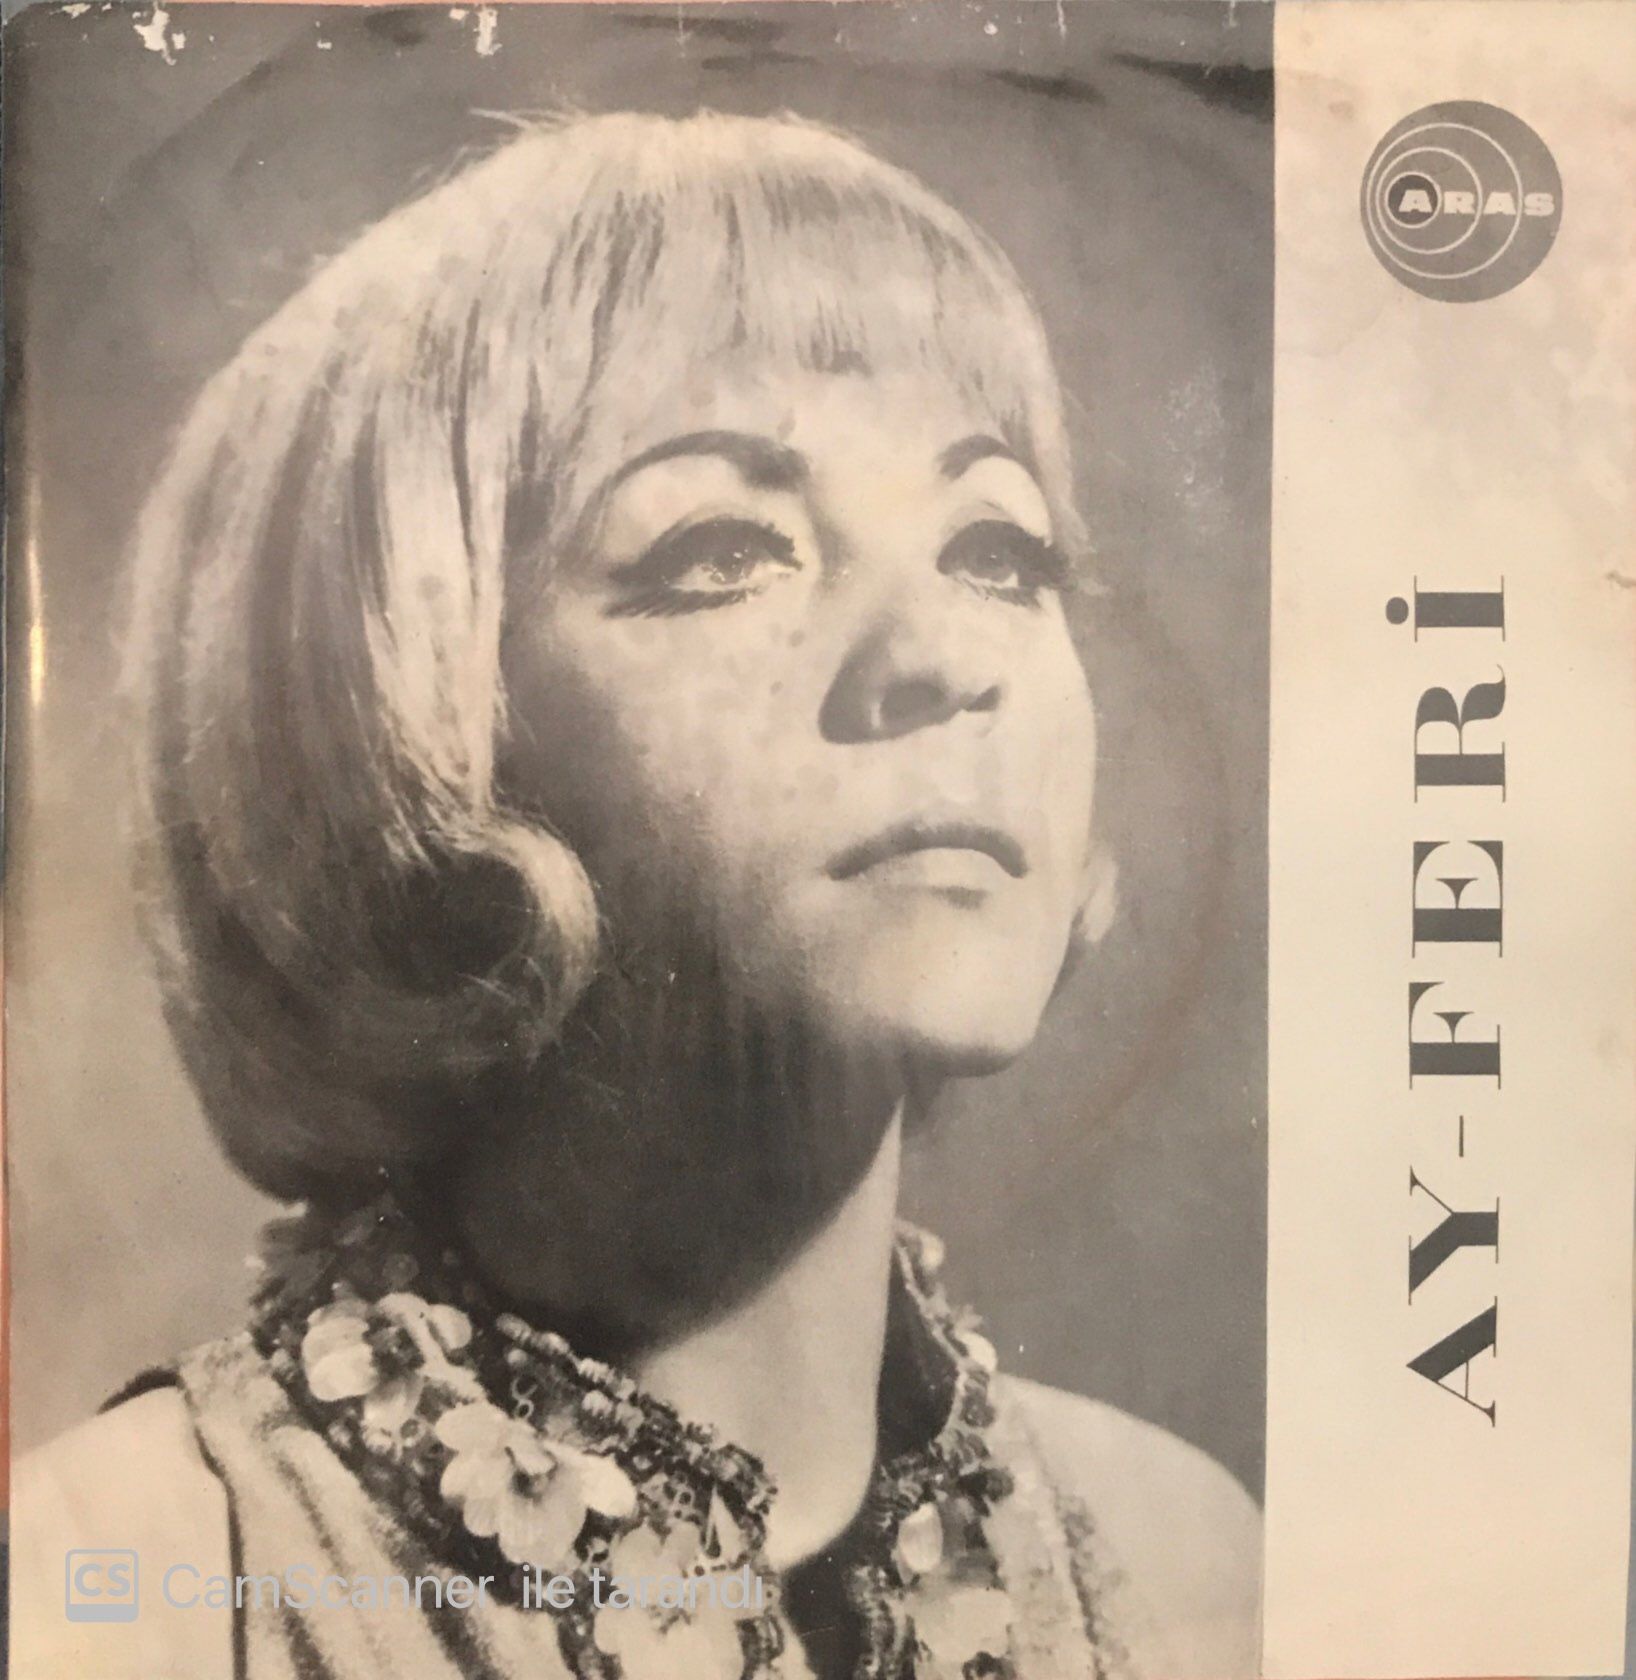 ARAS
AY-FERİ
CS CamScanner ile tarandı